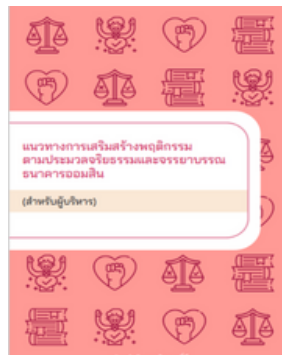 แนวทางการเสริมสร้างพฤติกรรม
ตามประมวลจริยธรรมและจรรยาบรรณ
ธนาคารออมสิน
(สำหรับผู้บริหาร)